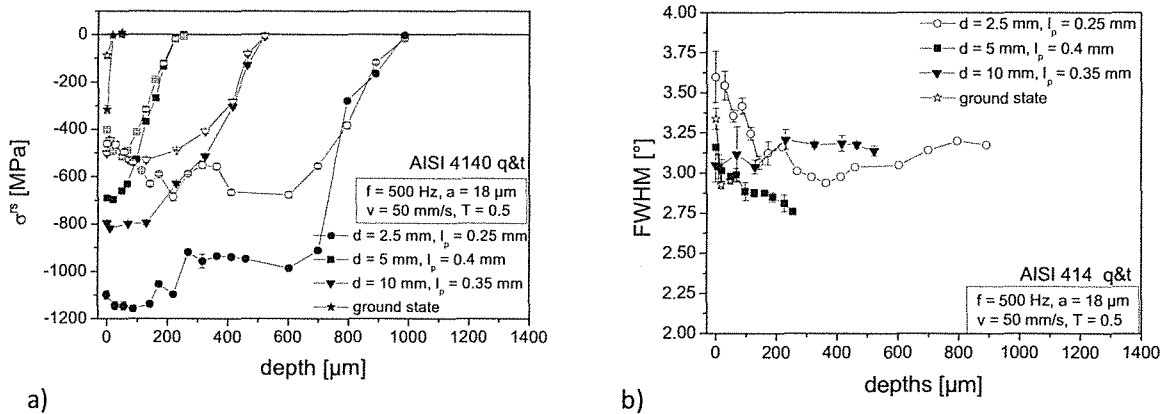 0
-200
-400
-600
-800
-1000
-1200
σ^rs [MPa]
0 200 400 600 800 1000 1200 1400
depth [µm]
AISI 4140 q&t
f = 500 Hz, a = 18 µm
v = 50 mm/s, T = 0.5
d = 2.5 mm, l_p = 0.25 mm
d = 5 mm, l_p = 0.4 mm
d = 10 mm, l_p = 0.35 mm
ground state
a)
4.00
3.75
3.50
3.25
3.00
2.75
2.50
2.25
2.00
FWHM [°]
0 200 400 600 800 1000 1200 1400
depths [µm]
d = 2.5 mm, l_p = 0.25 mm
d = 5 mm, l_p = 0.4 mm
d = 10 mm, l_p = 0.35 mm
ground state
AISI 414 q&t
f = 500 Hz, a = 18 µm
v = 50 mm/s, T = 0.5
b)